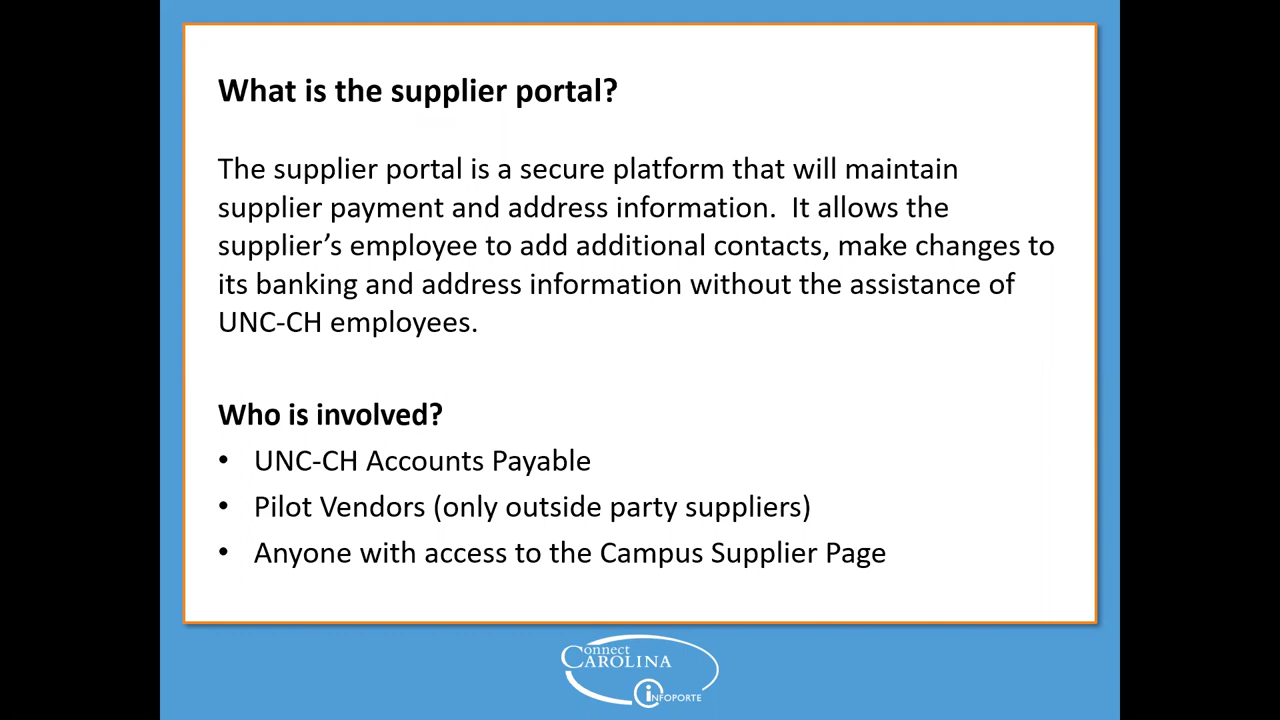 What is the supplier portal?
The supplier portal is a secure platform that will maintain
supplier payment and address information.  It allows the
supplier’s employee to add additional contacts, make changes to
its banking and address information without the assistance of
UNC-CH employees.
Who is involved?
• UNC-CH Accounts Payable
• Pilot Vendors (only outside party suppliers)
• Anyone with access to the Campus Supplier Page
Connect
CAROLINA
INFOPORTE